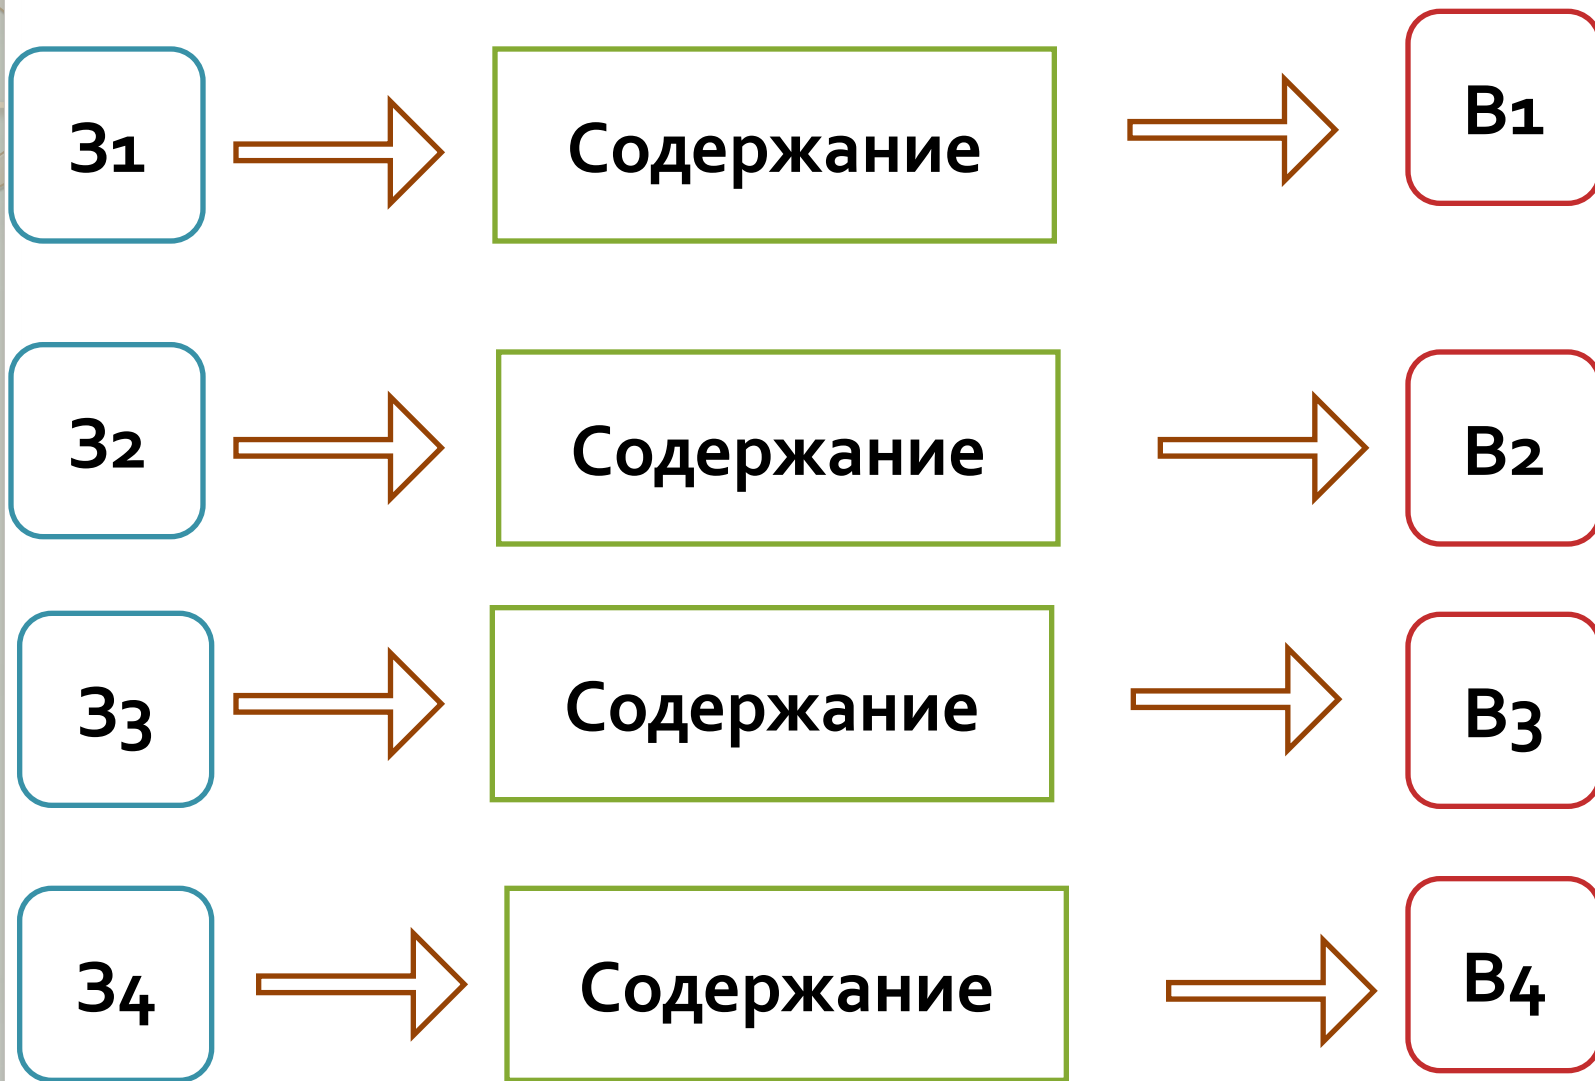 З1 Содержание В1
З2 Содержание В2
З3 Содержание В3
З4 Содержание В4